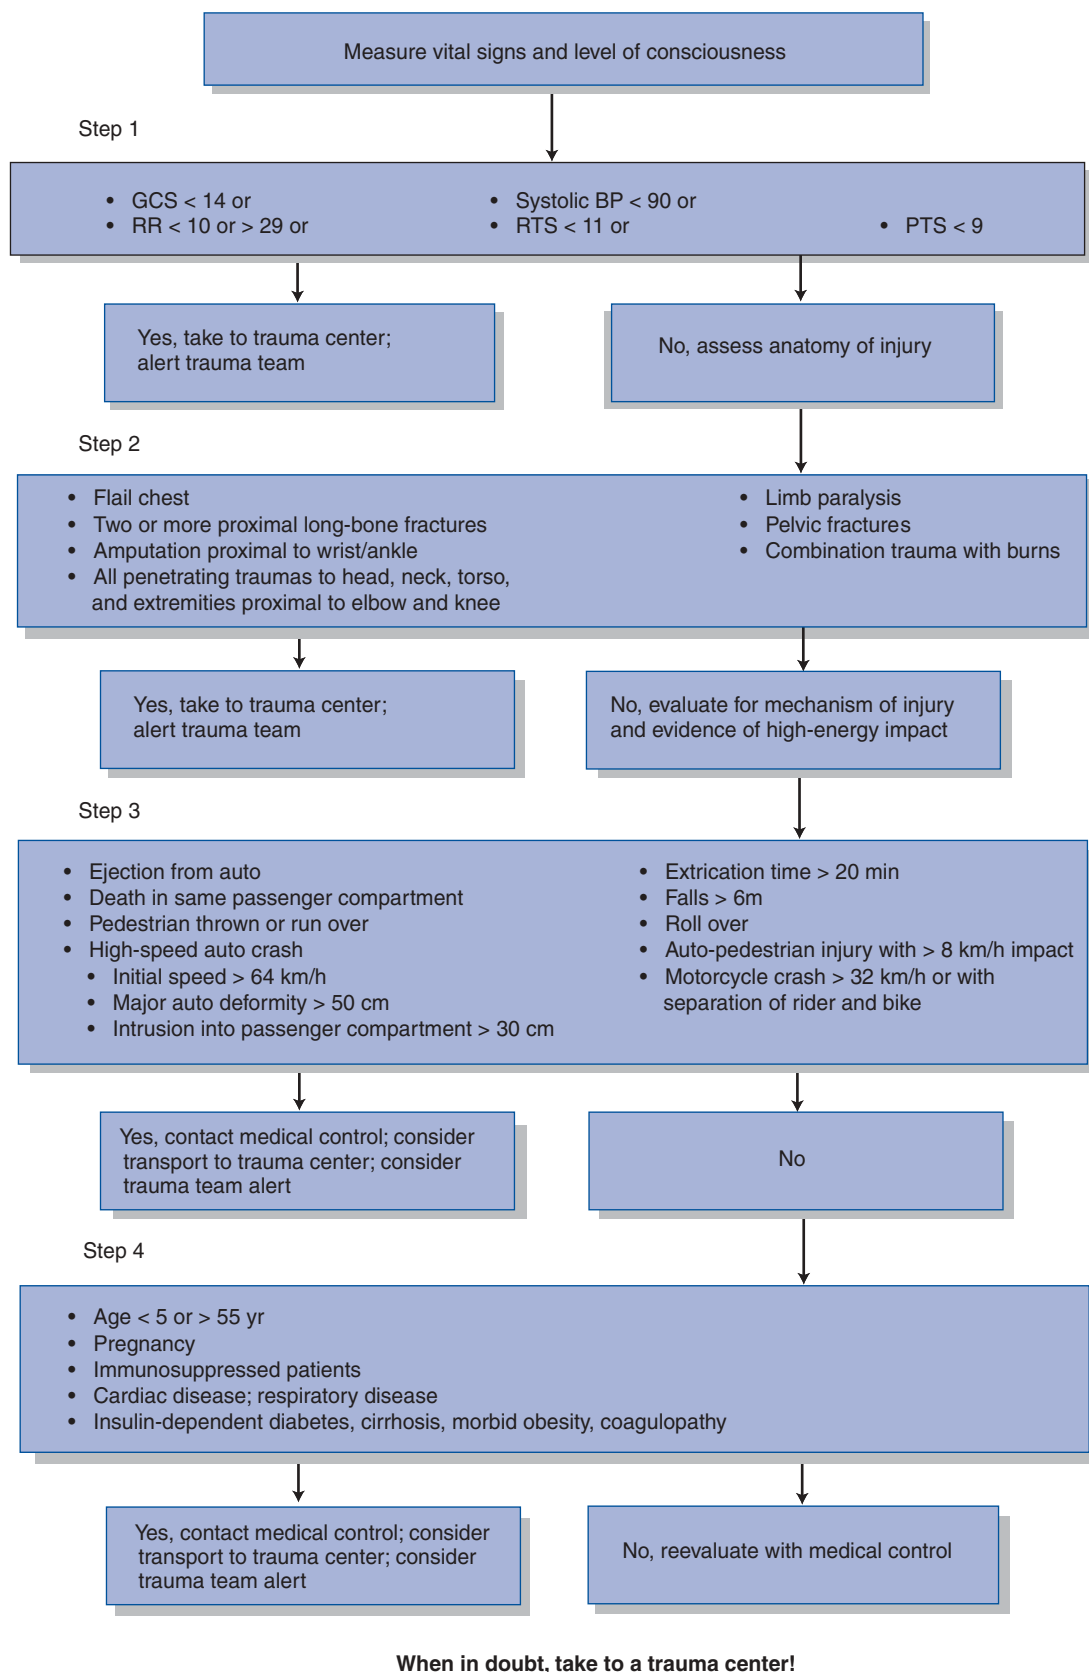 Measure vital signs and level of consciousness
Step 1
• GCS < 14 or
• RR < 10 or > 29 or
• Systolic BP < 90 or
• RTS < 11 or
• PTS < 9
Yes, take to trauma center;
alert trauma team
No, assess anatomy of injury
Step 2
• Flail chest
• Two or more proximal long-bone fractures
• Amputation proximal to wrist/ankle
• All penetrating traumas to head, neck, torso,
and extremities proximal to elbow and knee
• Limb paralysis
• Pelvic fractures
• Combination trauma with burns
Yes, take to trauma center;
alert trauma team
No, evaluate for mechanism of injury
and evidence of high-energy impact
Step 3
• Ejection from auto
• Death in same passenger compartment
• Pedestrian thrown or run over
• High-speed auto crash
• Initial speed > 64 km/h
• Major auto deformity > 50 cm
• Intrusion into passenger compartment > 30 cm
• Extrication time > 20 min
• Falls > 6m
• Roll over
• Auto-pedestrian injury with > 8 km/h impact
• Motorcycle crash > 32 km/h or with
separation of rider and bike
Yes, contact medical control; consider
transport to trauma center; consider
trauma team alert
No
Step 4
• Age < 5 or > 55 yr
• Pregnancy
• Immunosuppressed patients
• Cardiac disease; respiratory disease
• Insulin-dependent diabetes, cirrhosis, morbid obesity, coagulopathy
Yes, contact medical control; consider
transport to trauma center; consider
trauma team alert
No, reevaluate with medical control
When in doubt, take to a trauma center!